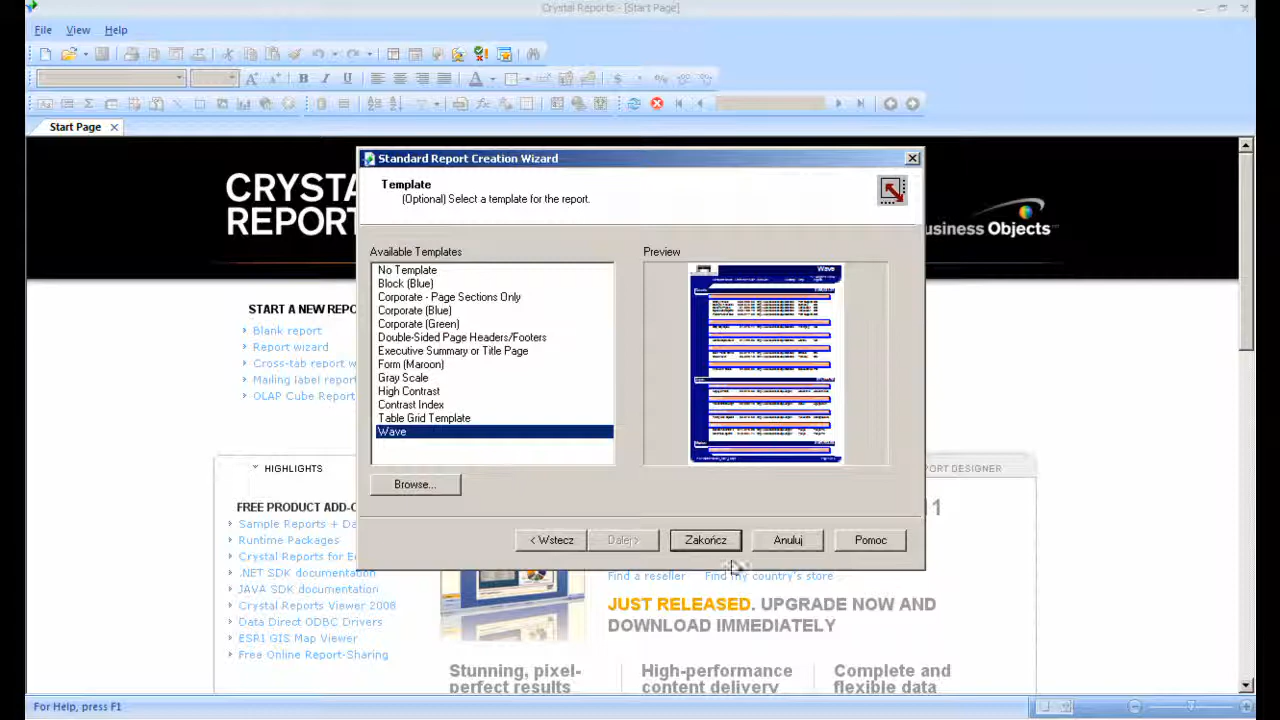 Crystal Reports - [Start Page]
File View Help
B I U
Start Page
Standard Report Creation Wizard
Template
(Optional) Select a template for the report.
CRYSTA
REPORT
usiness Objects
Available Templates
Preview
No Template
Block (Blue)
Corporate - Page Sections Only
Corporate (Blue)
Corporate (Green)
Double-Sided Page Headers/Footers
Executive Summary or Title Page
Form (Maroon)
Gray Scale
High Contrast
Contrast Index
Table Grid Template
Wave
Wave
Browse...
< Wstecz
Dalej>
Zakończ
Anuluj
Pomoc
START A NEW REPO
Blank report
Report wizard
Cross-tab report w
Mailing label report
OLAP Cube Report
HIGHLIGHTS
PORT DESIGNER
FREE PRODUCT ADD-O
11
Sample Reports + Da
Runtime Packages
Crystal Reports for E
.NET SDK documentation
JAVA SDK documentation
Crystal Reports Viewer 2008
Data Direct ODBC Drivers
ESRI GIS Map Viewer
Free Online Report-Sharing
Find a reseller
Find my country's store
JUST RELEASED. UPGRADE NOW AND
DOWNLOAD IMMEDIATELY
Stunning, pixel-
perfect results
High-performance
content delivery
Complete and
flexible data
For Help, press F1